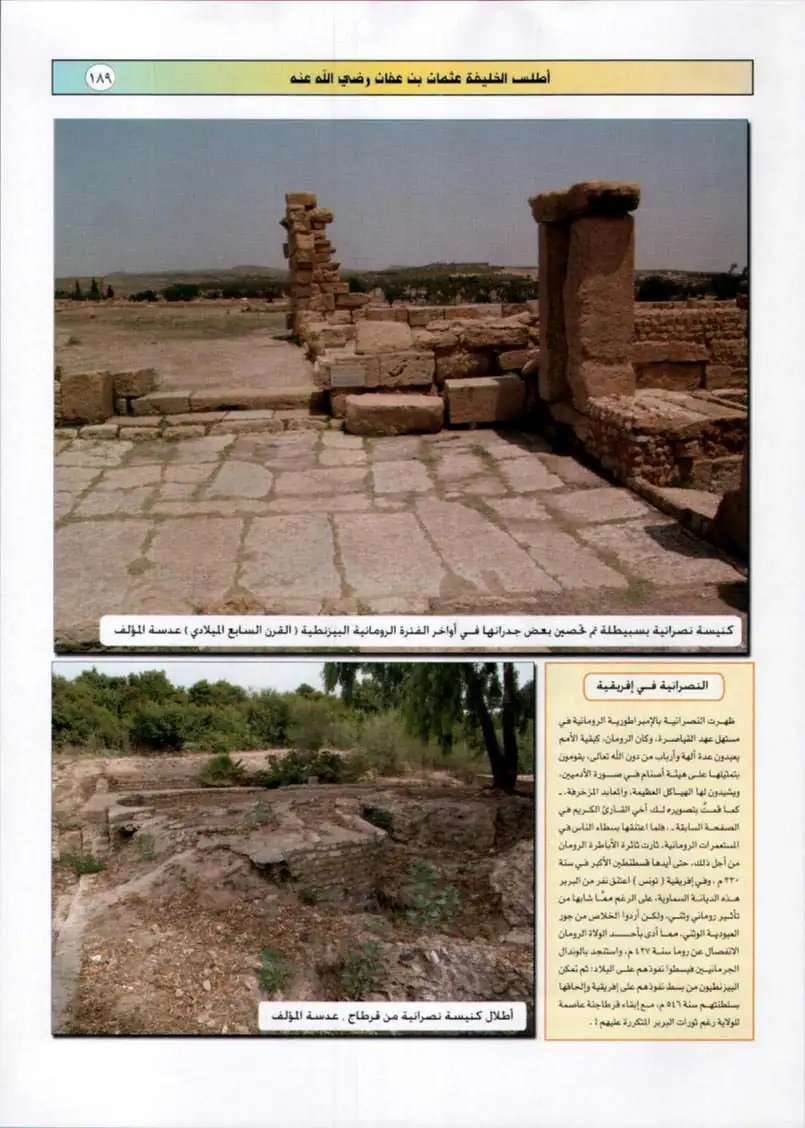 أطلس الخليفة عثمان بن عفان رضي الله عنه
١٨٩
كنيسة نصرانية بسبيطلة تم تحصين بعض جدرانها في أواخر الفترة الرومانية البيزنطية ( القرن السابع الميلادي ) عدسة المؤلف
النصرانية في إفريقية
ظهرت النصرانية بالإمبراطورية الرومانية في
مستهل عهد القياصرة، وكان الرومان، كبقية الأمم
يعبدون عدة آلهة وأرباب من دون الله تعالى، يقومون
بتمثيلها على هيئة أصنام في صورة الآدميين،
ويشيدون لها الهياكل العظيمة، والمعابد المزخرفة، ـ
كما قمتُ بتصويره لك أخي القارئ الكريم في
الصفحة السابقة ـ، فلما اعتنقها بسطاء الناس في
المستعمرات الرومانية، ثارت ثائرة الأباطرة الرومان
من أجل ذلك، حتى أيدها قسطنطين الأكبر في سنة
٣٣٠ م، وفي إفريقية ( تونس ) اعتنق نفر من البربر
هذه الديانة السماوية، على الرغم ممَّا شابها من
تأثير روماني وثني، ولكن أردوا الخلاص من جور
العبودية الوثني، مما أدى بأحد الولاة الرومان
الانفصال عن روما سنة ٤٢٧ م، واستنجد بالوندال
الجرمانيين فبسطوا نفوذهم على البلاد؛ ثم تمكن
البيزنطيون من بسط نفوذهم على إفريقية وإلحاقها
بسلطنتهم سنة ٥٤٦ م، مع إبقاء قرطاجنة عاصمة
للولاية رغم ثورات البربر المتكررة عليهم ! .
أطلال كنيسة نصرانية من قرطاج . عدسة المؤلف